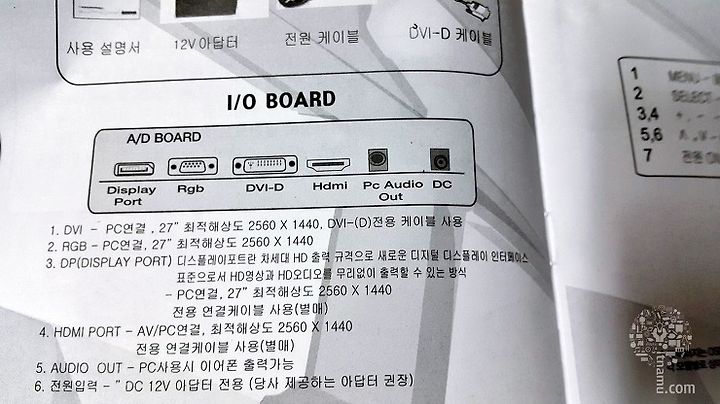 사용 설명서
12V 아답터
전원 케이블
DVI-D 케이블
I/O BOARD
A/D BOARD
Display Port
Rgb
DVI-D
Hdmi
Pc Audio Out
DC
1. DVI - PC연결 , 27" 최적해상도 2560 X 1440, DVI-(D)전용 케이블 사용
2. RGB - PC연결, 27" 최적해상도 2560 X 1440
3. DP(DISPLAY PORT) 디스플레이포트란 차세대 HD 출력 규격으로 새로운 디지털 디스플레이 인터페이스
표준으로서 HD영상과 HD오디오를 무리없이 출력할 수 있는 방식
- PC연결, 27" 최적해상도 2560 X 1440
전용 연결케이블 사용(별매)
4. HDMI PORT - AV/PC연결, 최적해상도 2560 X 1440
전용 연결케이블 사용(별매)
5. AUDIO OUT - PC사용시 이어폰 출력가능
6. 전원입력 - " DC 12V 아답터 전용 (당사 제공하는 아답터 권장)
1 MENU -
2 SELECT -
3,4 + , -
5,6
7 전원
itnamu.com